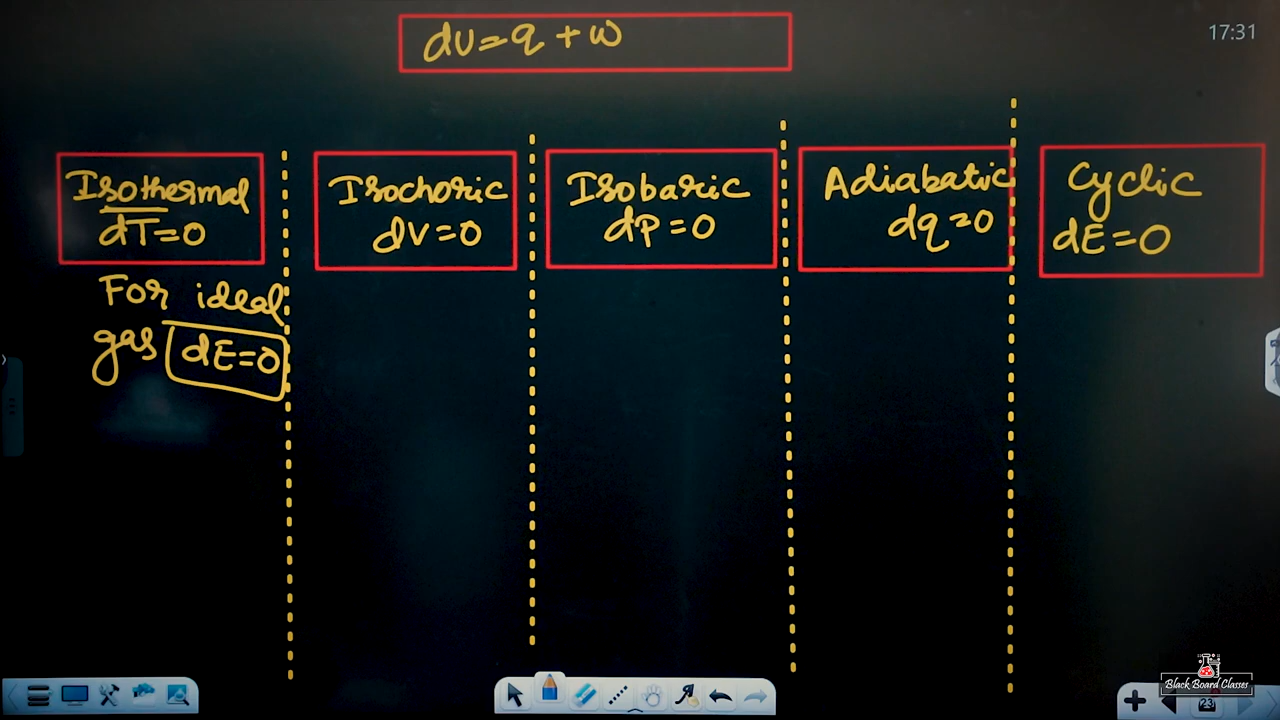 dU=q+w
17:31
Isothermal
dT=0
Isochoric
dV=0
Isobaric
dP=0
Adiabatic
dq=0
Cyclic
dE=0
For ideal
gas dE=0
Black Board Classes
23